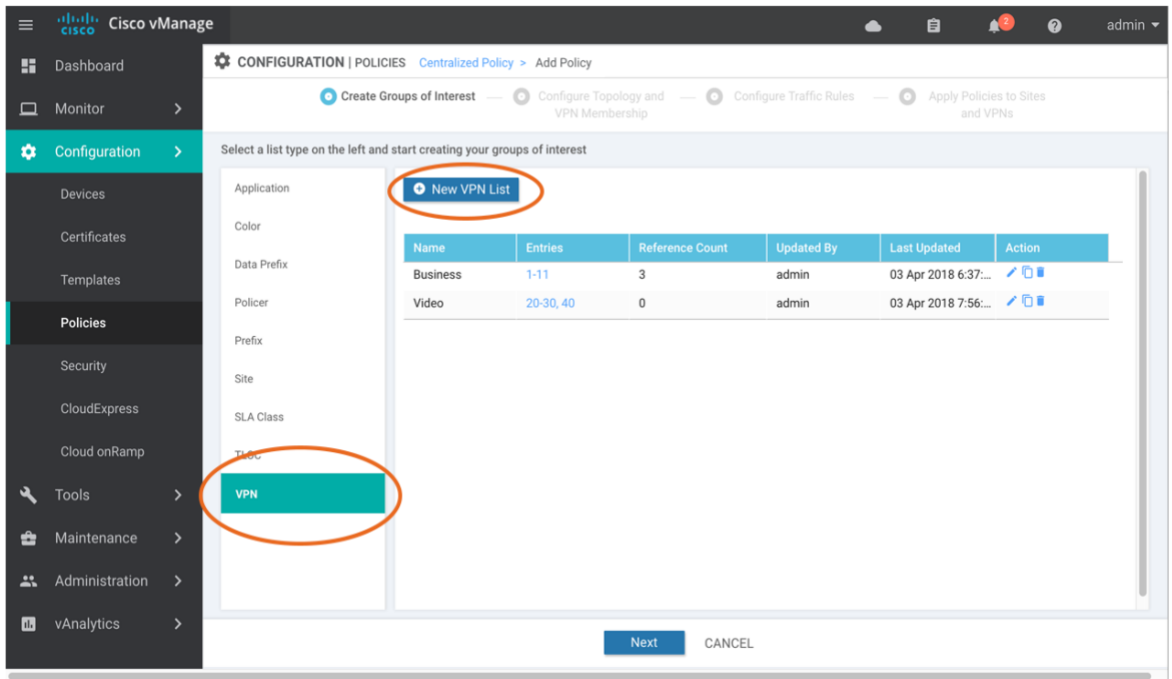 cisco Cisco vManage
2
admin
Dashboard
Monitor
Configuration
Devices
Certificates
Templates
Policies
Security
CloudExpress
Cloud onRamp
Tools
Maintenance
Administration
vAnalytics
CONFIGURATION | POLICIES Centralized Policy > Add Policy
Create Groups of Interest
Configure Topology and
VPN Membership
Configure Traffic Rules
Apply Policies to Sites
and VPNs
Select a list type on the left and start creating your groups of interest
Application
Color
Data Prefix
Policer
Prefix
Site
SLA Class
TLOC
VPN
New VPN List
Name Entries Reference Count Updated By Last Updated Action
Business 1-11 3 admin 03 Apr 2018 6:37:...
Video 20-30, 40 0 admin 03 Apr 2018 7:56:...
Next CANCEL